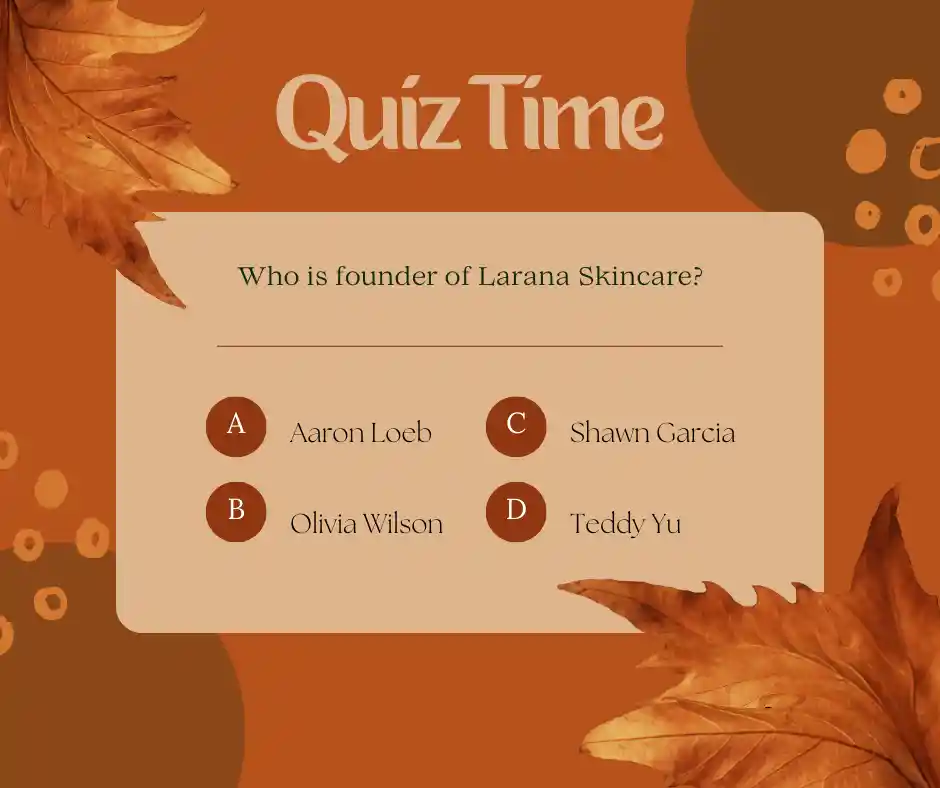 Quiz Time
Who is founder of Larana Skincare?
A Aaron Loeb
B Olivia Wilson
C Shawn Garcia
D Teddy Yu